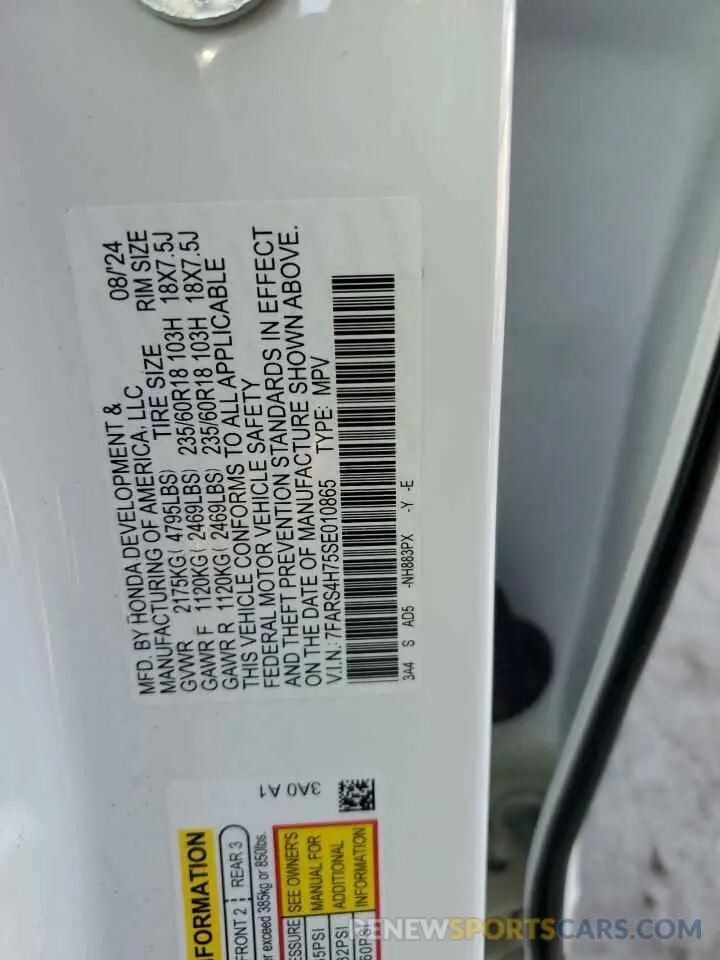 MFD. BY HONDA DEVELOPMENT & 08/'24
MANUFACTURING OF AMERICA, LLC
TIRE SIZE RIM SIZE
GVWR 2175KG( 4795LBS)
GAWR F 1120KG( 2469LBS) 235/60R18 103H 18X7.5J
GAWR R 1120KG( 2469LBS) 235/60R18 103H 18X7.5J
THIS VEHICLE CONFORMS TO ALL APPLICABLE
FEDERAL MOTOR VEHICLE SAFETY
AND THEFT PREVENTION STANDARDS IN EFFECT
ON THE DATE OF MANUFACTURE SHOWN ABOVE.
V.I.N.: 7FARS4H75SE010865 TYPE: MPV
3A4 S AD5 -NH883PX -Y -E
3A0 A1
FORMATION
FRONT 2 REAR 3
er exceed 385kg or 850lbs.
SSURE SEE OWNER'S
5PSI MANUAL FOR
32PSI ADDITIONAL
60PSI INFORMATION
RENEWSPORTSCARS.COM